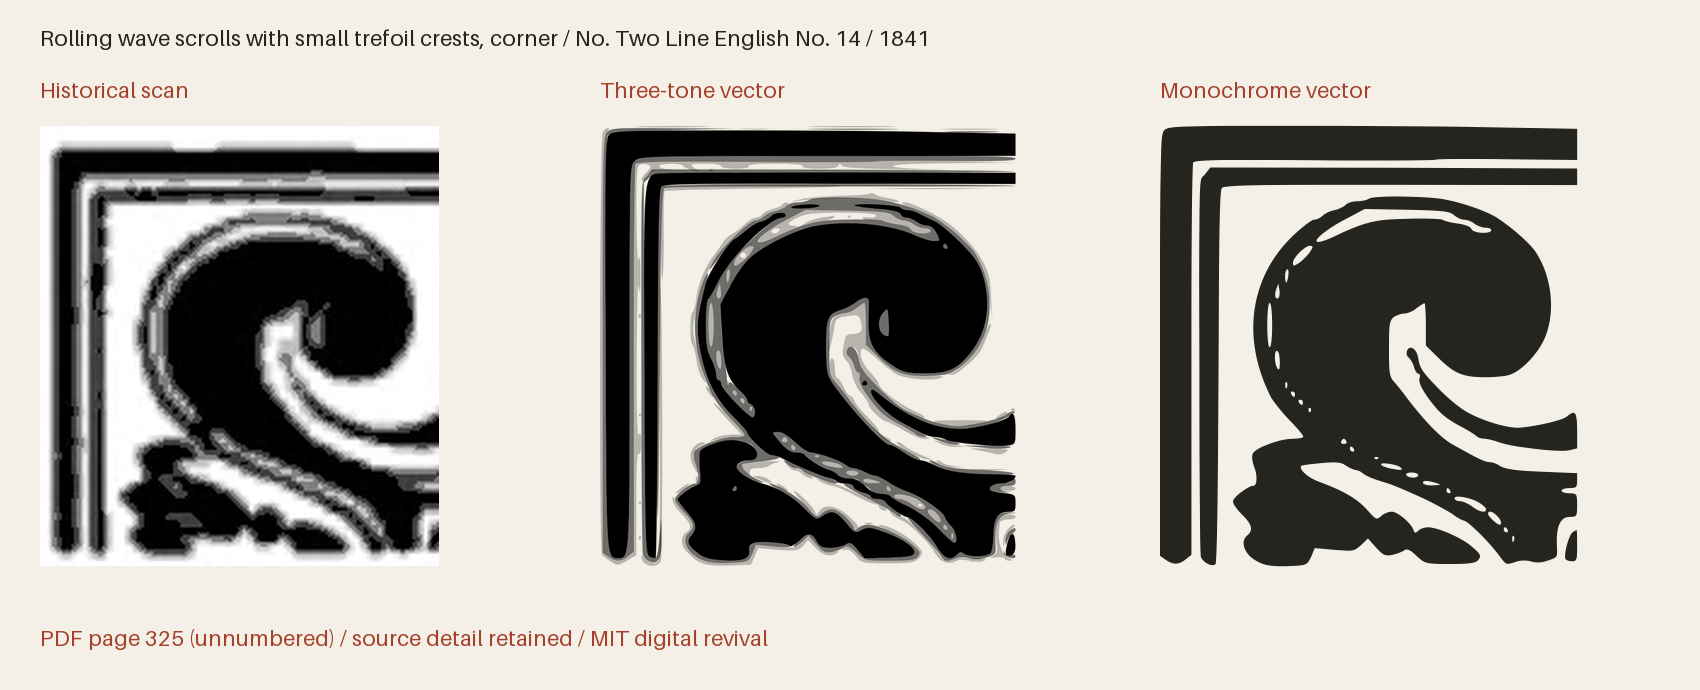 Rolling wave scrolls with small trefoil crests, corner / No. Two Line English No. 14 / 1841
Historical scan
Three-tone vector
Monochrome vector
PDF page 325 (unnumbered) / source detail retained / MIT digital revival